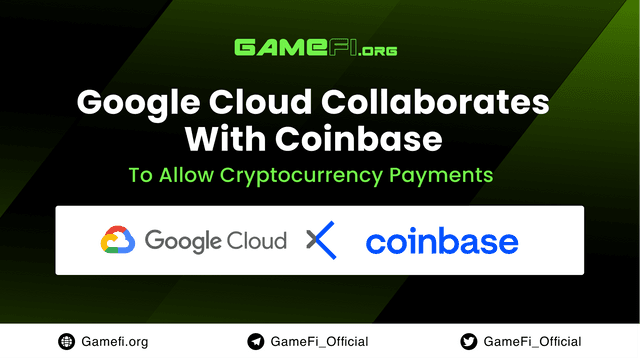 GAMEFI.ORG
Google Cloud Collaborates
With Coinbase
To Allow Cryptocurrency Payments
Google Cloud X coinbase
Gamefi.org GameFi_Official GameFi_Official